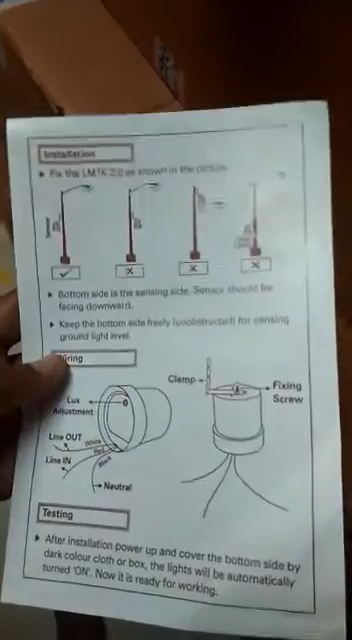 Installation
▸ Fix the LM1K 2.0 as shown in the picture
▸ Bottom side is the sensing side. Sensor should be
facing downward.
▸ Keep the bottom side freely (unobstructed) for sensing
ground light level
Wiring
Lux
Adjustment
Line OUT
White
Line IN
Red
Black
Neutral
Clamp
Fixing
Screw
Testing
▸ After installation power up and cover the bottom side by
dark colour cloth or box, the lights will be automatically
turned 'ON'. Now it is ready for working.